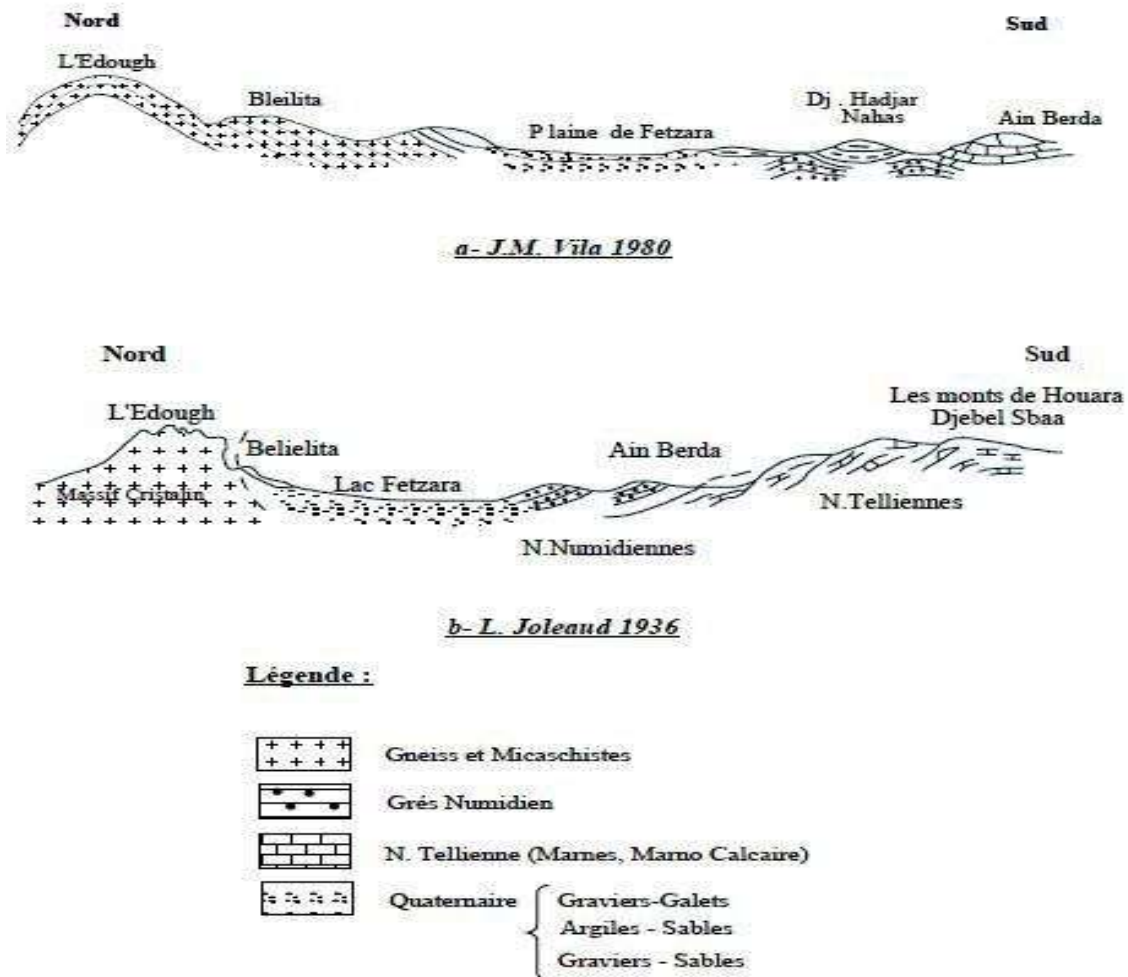 Nord
Sud
L'Edough
Bleilita
P laine de Fetzara
Dj . Hadjar
Nahas
Ain Berda
a- J.M. Vila 1980
Nord
Sud
L'Edough
Belielita
Massif Cristalin
Lac Fetzara
Ain Berda
Les monts de Houara
Djebel Sbaa
N.Numidiennes
N.Telliennes
b- L. Joleaud 1936
Légende :
Gneiss et Micaschistes
Grés Numidien
N. Tellienne (Marnes, Marno Calcaire)
Quaternaire
Graviers-Galets
Argiles - Sables
Graviers - Sables